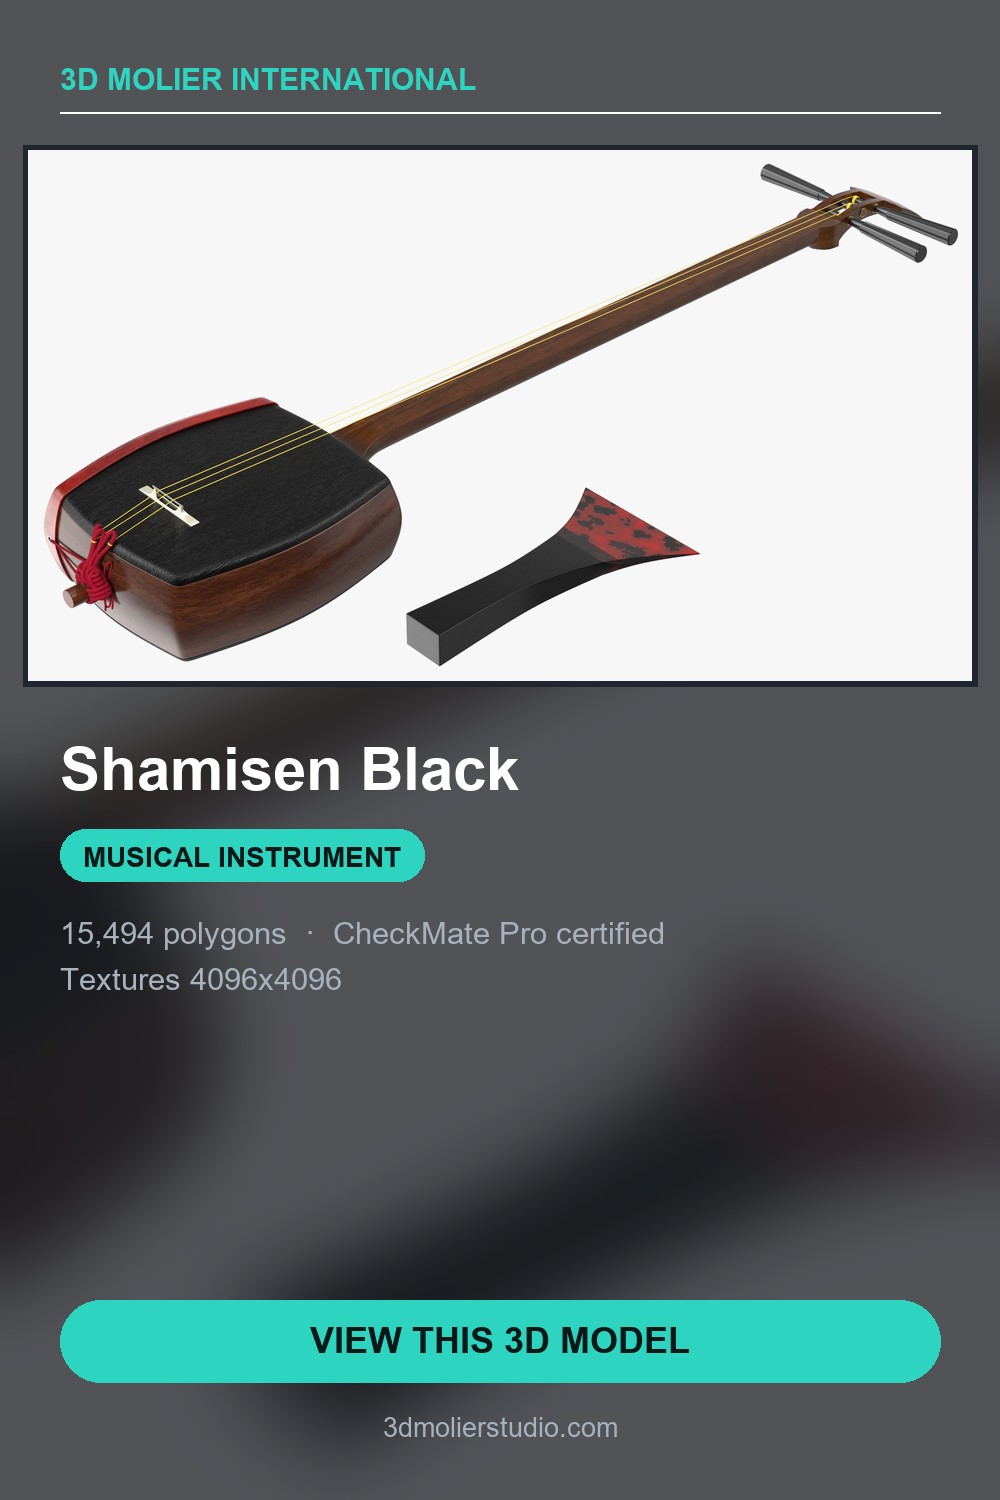 3D MOLIER INTERNATIONAL
Shamisen Black
MUSICAL INSTRUMENT
15,494 polygons · CheckMate Pro certified
Textures 4096x4096
VIEW THIS 3D MODEL
3dmolierstudio.com